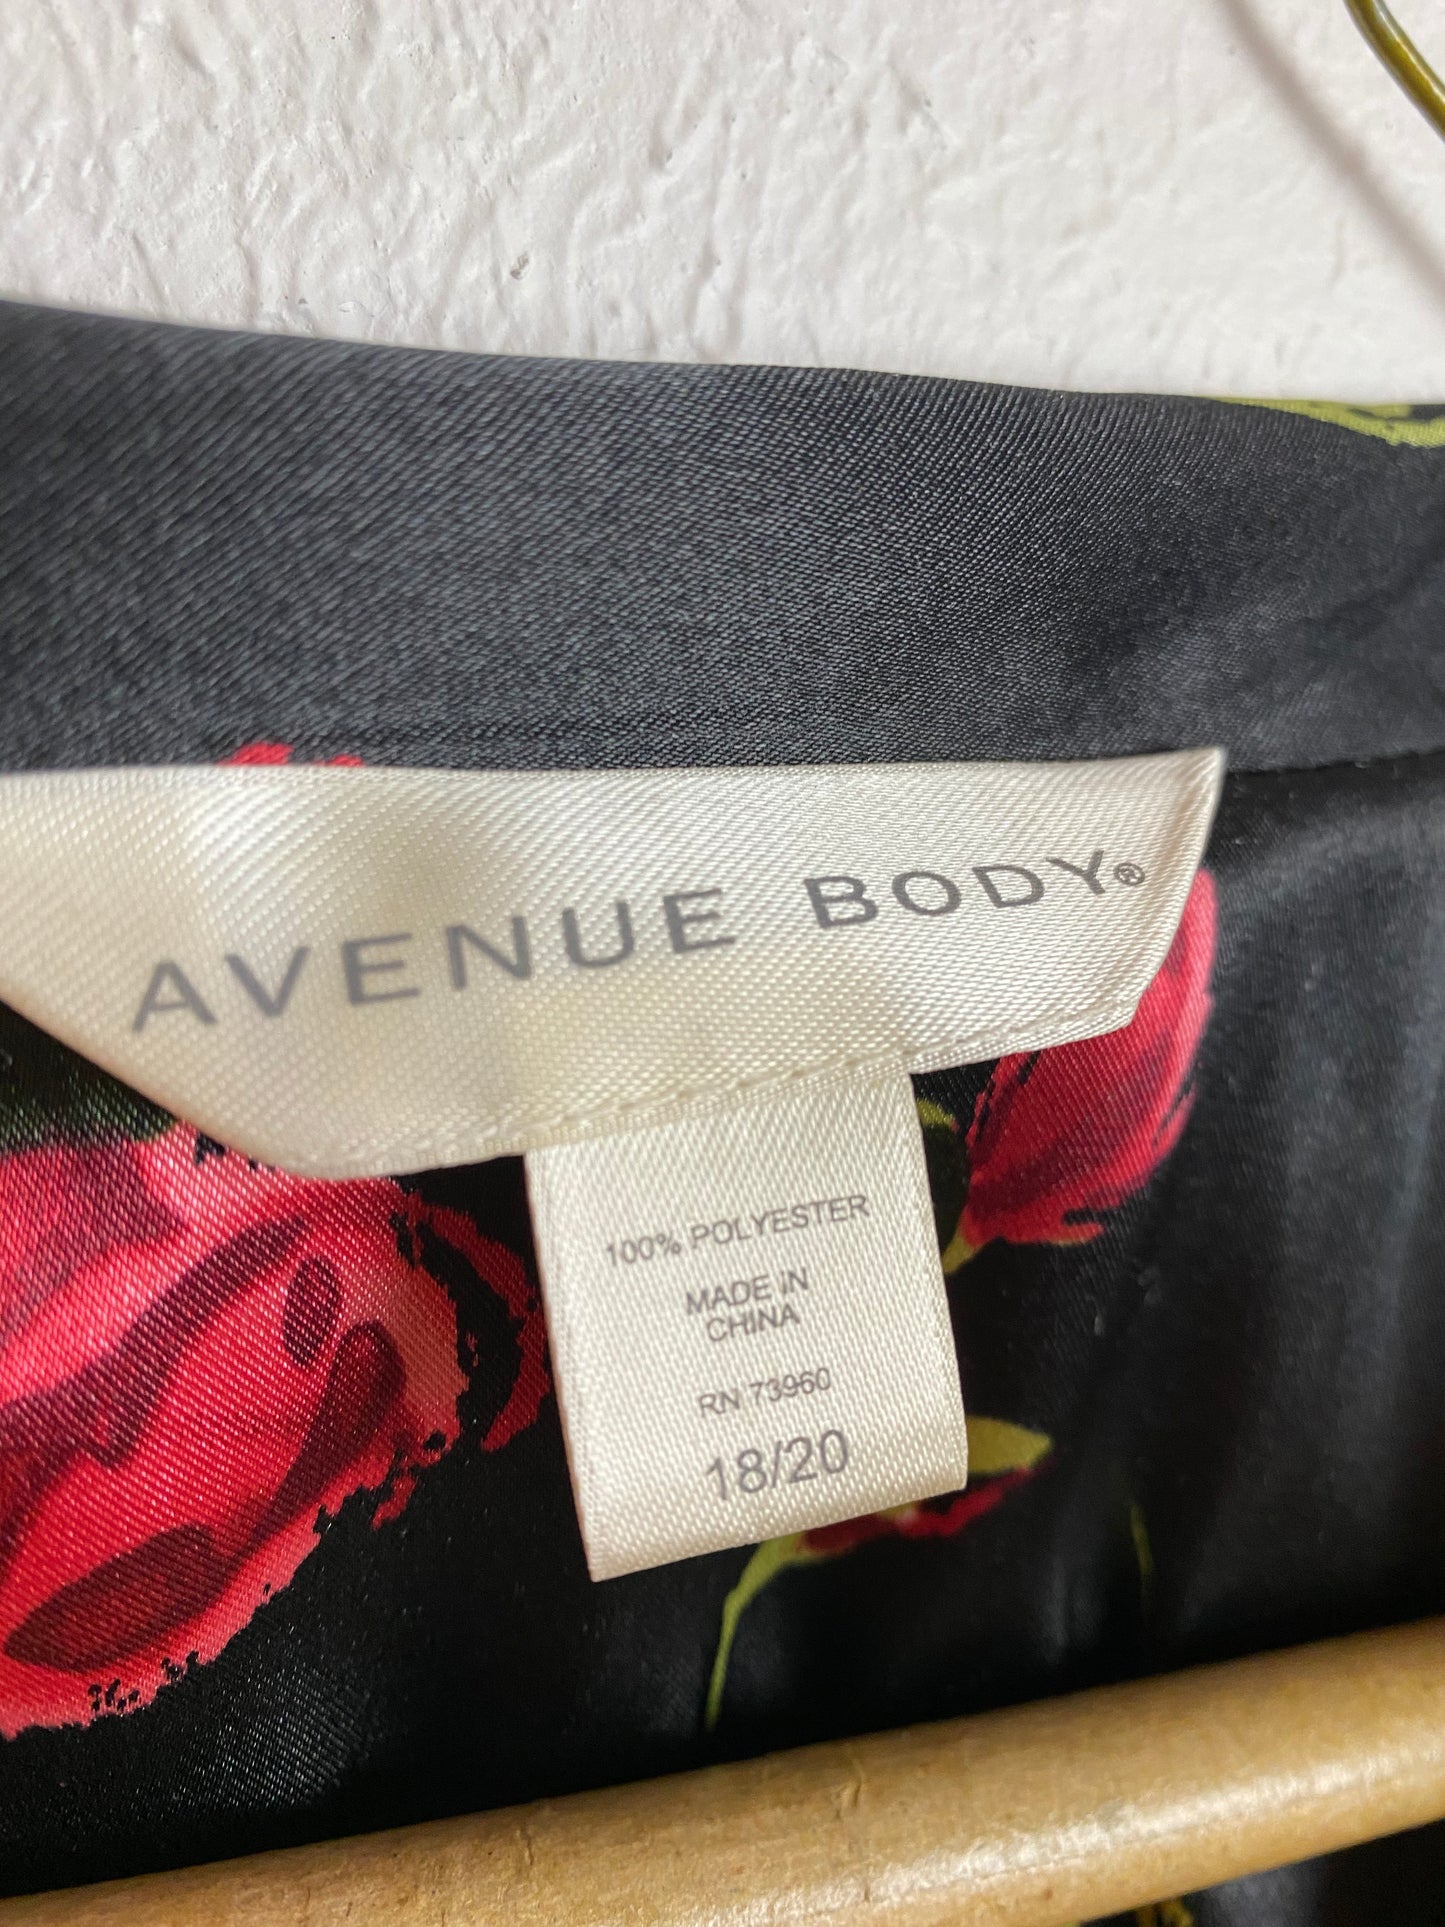 AVENUE BODY®
100% POLYESTER
MADE IN
CHINA
RN 73960
18/20